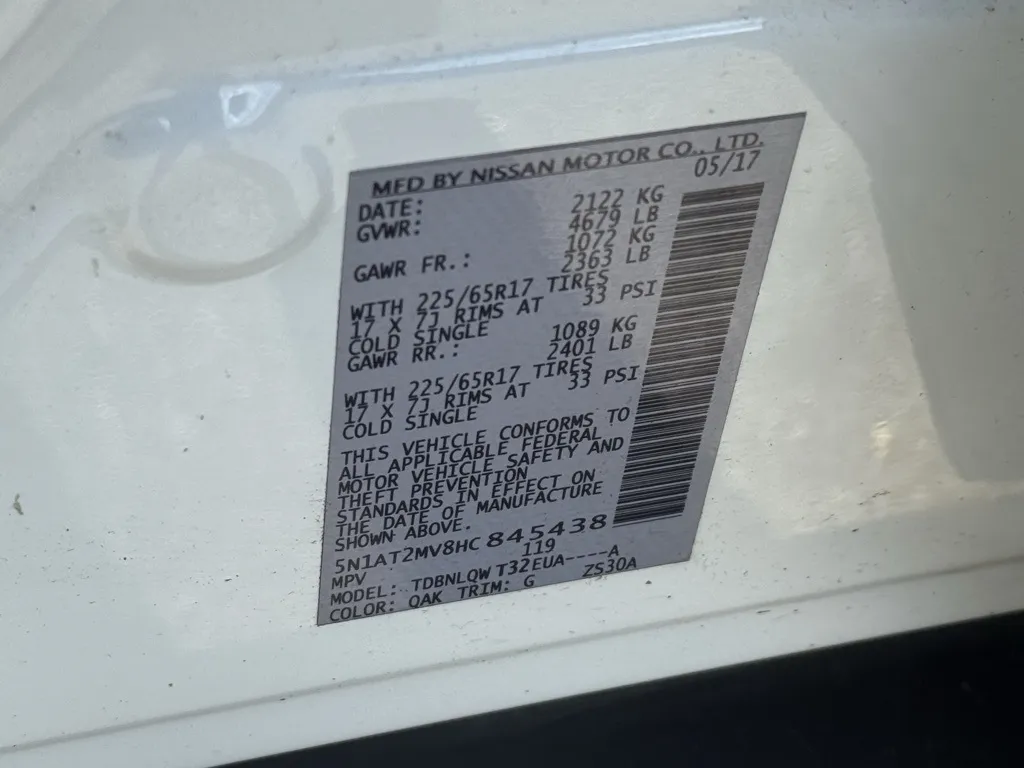 MFD BY NISSAN MOTOR CO., LTD.
DATE: 05/17
GVWR: 2122 KG
4679 LB
GAWR FR.: 1072 KG
2363 LB
WITH 225/65R17 TIRES
17 X 7J RIMS AT 33 PSI
COLD SINGLE
GAWR RR.: 1089 KG
2401 LB
WITH 225/65R17 TIRES
17 X 7J RIMS AT 33 PSI
COLD SINGLE
THIS VEHICLE CONFORMS TO
ALL APPLICABLE FEDERAL
MOTOR VEHICLE SAFETY AND
THEFT PREVENTION
STANDARDS IN EFFECT ON
THE DATE OF MANUFACTURE
SHOWN ABOVE.
5N1AT2MV8HC845438
MPV 119
MODEL: TDBNLQWT32EUA----A
COLOR: QAK TRIM: G ZS30A